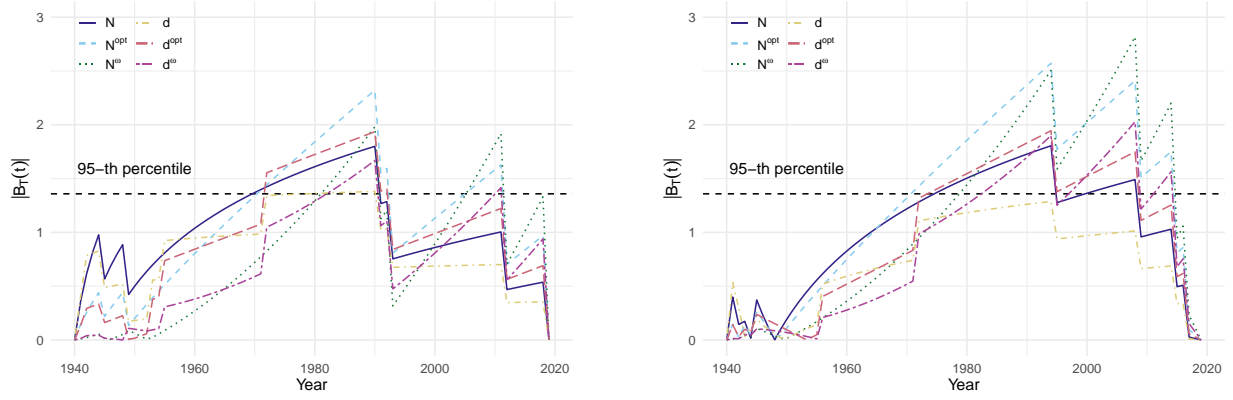 3
2
1
0
|B_T(t)|
N
N^opt
N^ω
d
d^opt
d^ω
95−th percentile
1940
1960
1980
2000
2020
Year
3
2
1
0
|B_T(t)|
N
N^opt
N^ω
d
d^opt
d^ω
95−th percentile
1940
1960
1980
2000
2020
Year